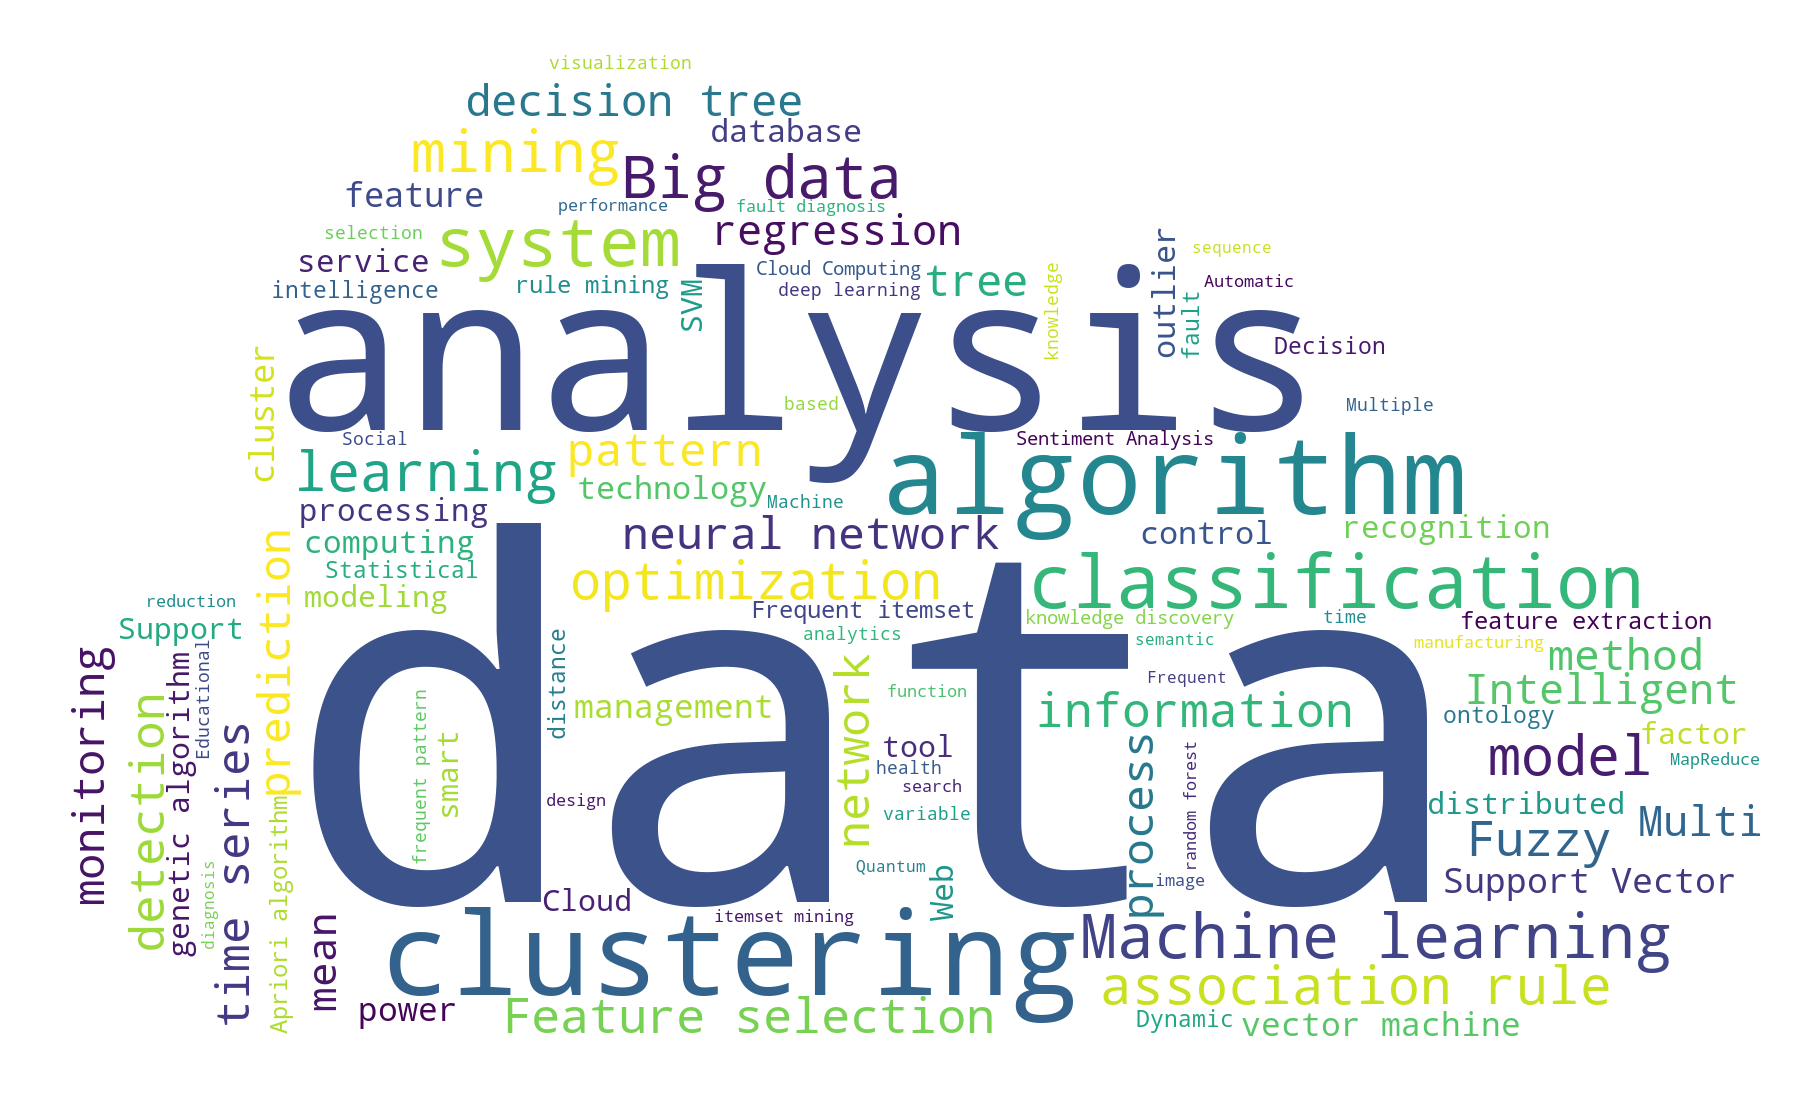 visualization
decision tree
database
mining
Big data
feature
performance
fault diagnosis
selection
system
regression
service
intelligence
rule mining
SVM
Cloud Computing
deep learning
tree
knowledge
outlier
fault
sequence
Automatic
analysis
Decision
cluster
based
Multiple
Social
pattern
Sentiment Analysis
learning
algorithm
technology
Machine
processing
neural network
control
recognition
computing
Statistical
optimization
classification
modeling
Frequent itemset
knowledge discovery
time
feature extraction
reduction
Support
analytics
semantic
manufacturing
method
monitoring
detection
genetic algorithm
Educational
time series
prediction
Apriori algorithm
diagnosis
data
frequent pattern
smart
distance
management
network
function
Frequent
information
Intelligent
ontology
factor
tool
health
search
variable
design
process
random forest
model
MapReduce
distributed
Fuzzy
Multi
Quantum
image
Support Vector
Cloud
Web
itemset mining
mean
clustering
Machine learning
power
Feature selection
association rule
Dynamic
vector machine